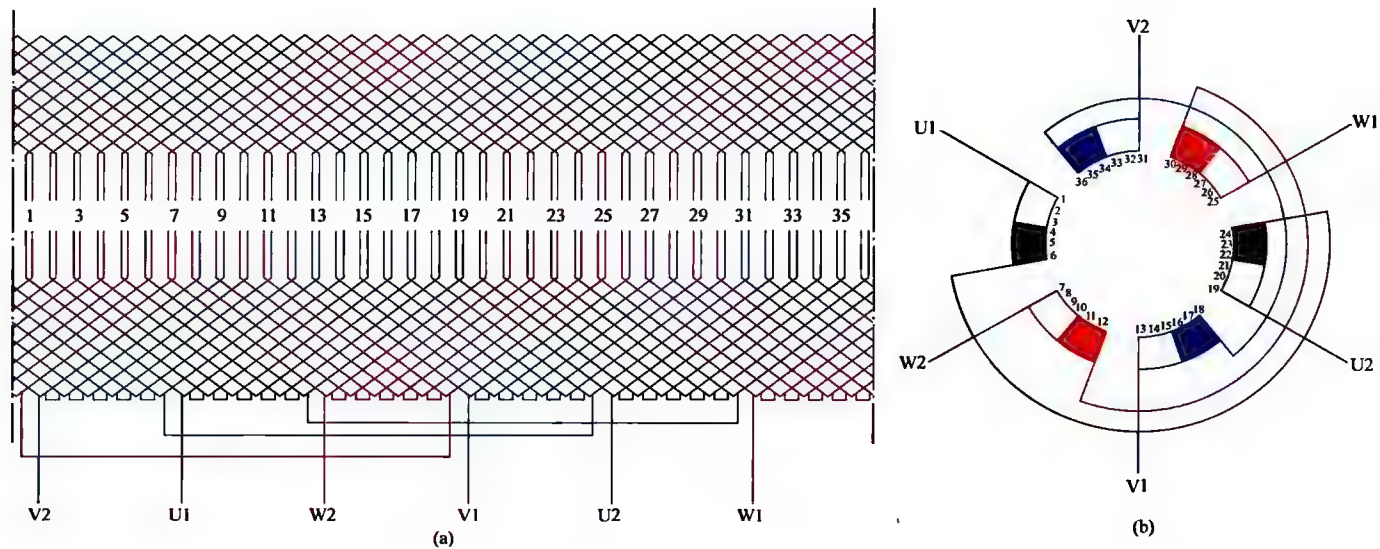 1 3 5 7 9 11 13 15 17 19 21 23 25 27 29 31 33 35
V2 U1 W2 V1 U2 W1
(a)
V2
U1
W1
36 35 34 33 32 31
30 29 28 27 26 25
1 2 3 4 5 6
24 23 22 21 20 19
7 8 9 10 11 12
13 14 15 16 17 18
W2
U2
V1
(b)